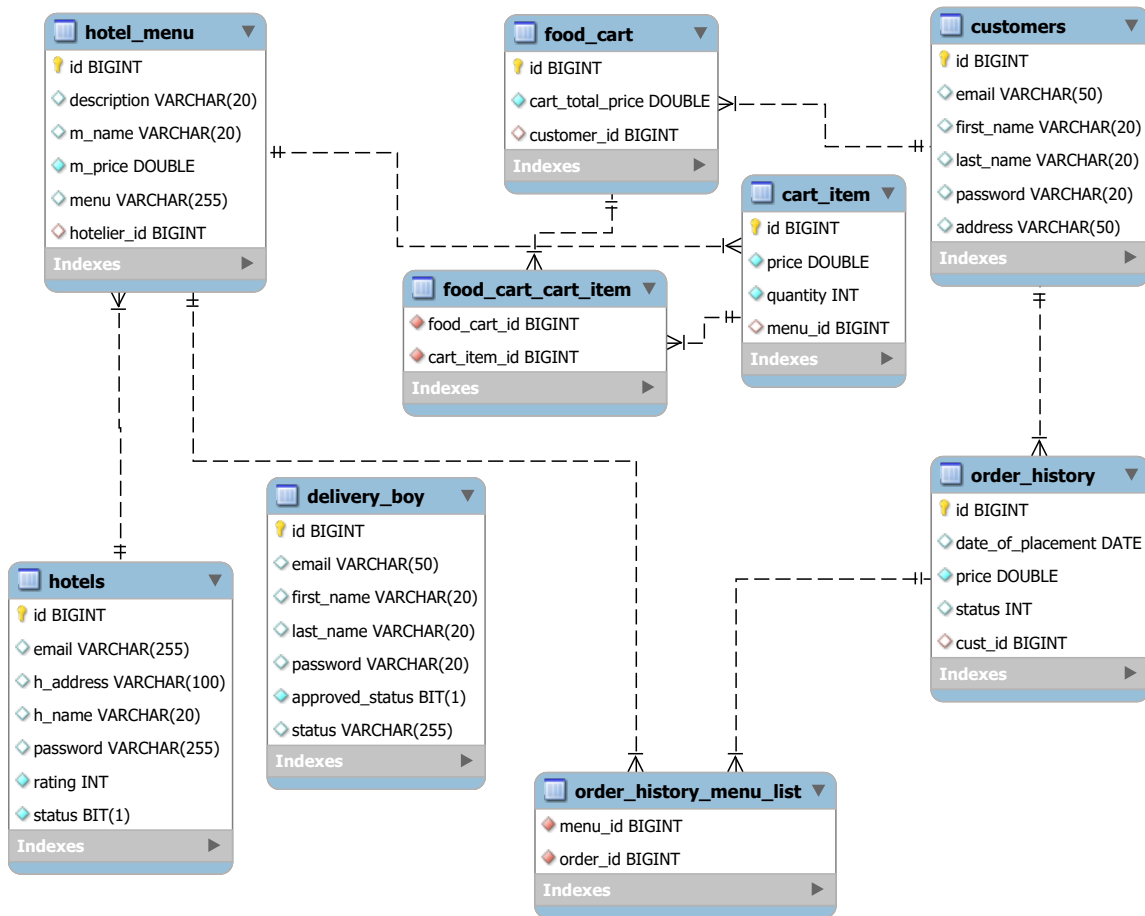 hotel_menu
id BIGINT
description VARCHAR(20)
m_name VARCHAR(20)
m_price DOUBLE
menu VARCHAR(255)
hotelier_id BIGINT
Indexes
food_cart
id BIGINT
cart_total_price DOUBLE
customer_id BIGINT
Indexes
customers
id BIGINT
email VARCHAR(50)
first_name VARCHAR(20)
last_name VARCHAR(20)
password VARCHAR(20)
address VARCHAR(50)
Indexes
cart_item
id BIGINT
price DOUBLE
quantity INT
menu_id BIGINT
Indexes
food_cart_cart_item
food_cart_id BIGINT
cart_item_id BIGINT
Indexes
order_history
id BIGINT
date_of_placement DATE
price DOUBLE
status INT
cust_id BIGINT
Indexes
delivery_boy
id BIGINT
email VARCHAR(50)
first_name VARCHAR(20)
last_name VARCHAR(20)
password VARCHAR(20)
approved_status BIT(1)
status VARCHAR(255)
Indexes
hotels
id BIGINT
email VARCHAR(255)
h_address VARCHAR(100)
h_name VARCHAR(20)
password VARCHAR(255)
rating INT
status BIT(1)
Indexes
order_history_menu_list
menu_id BIGINT
order_id BIGINT
Indexes